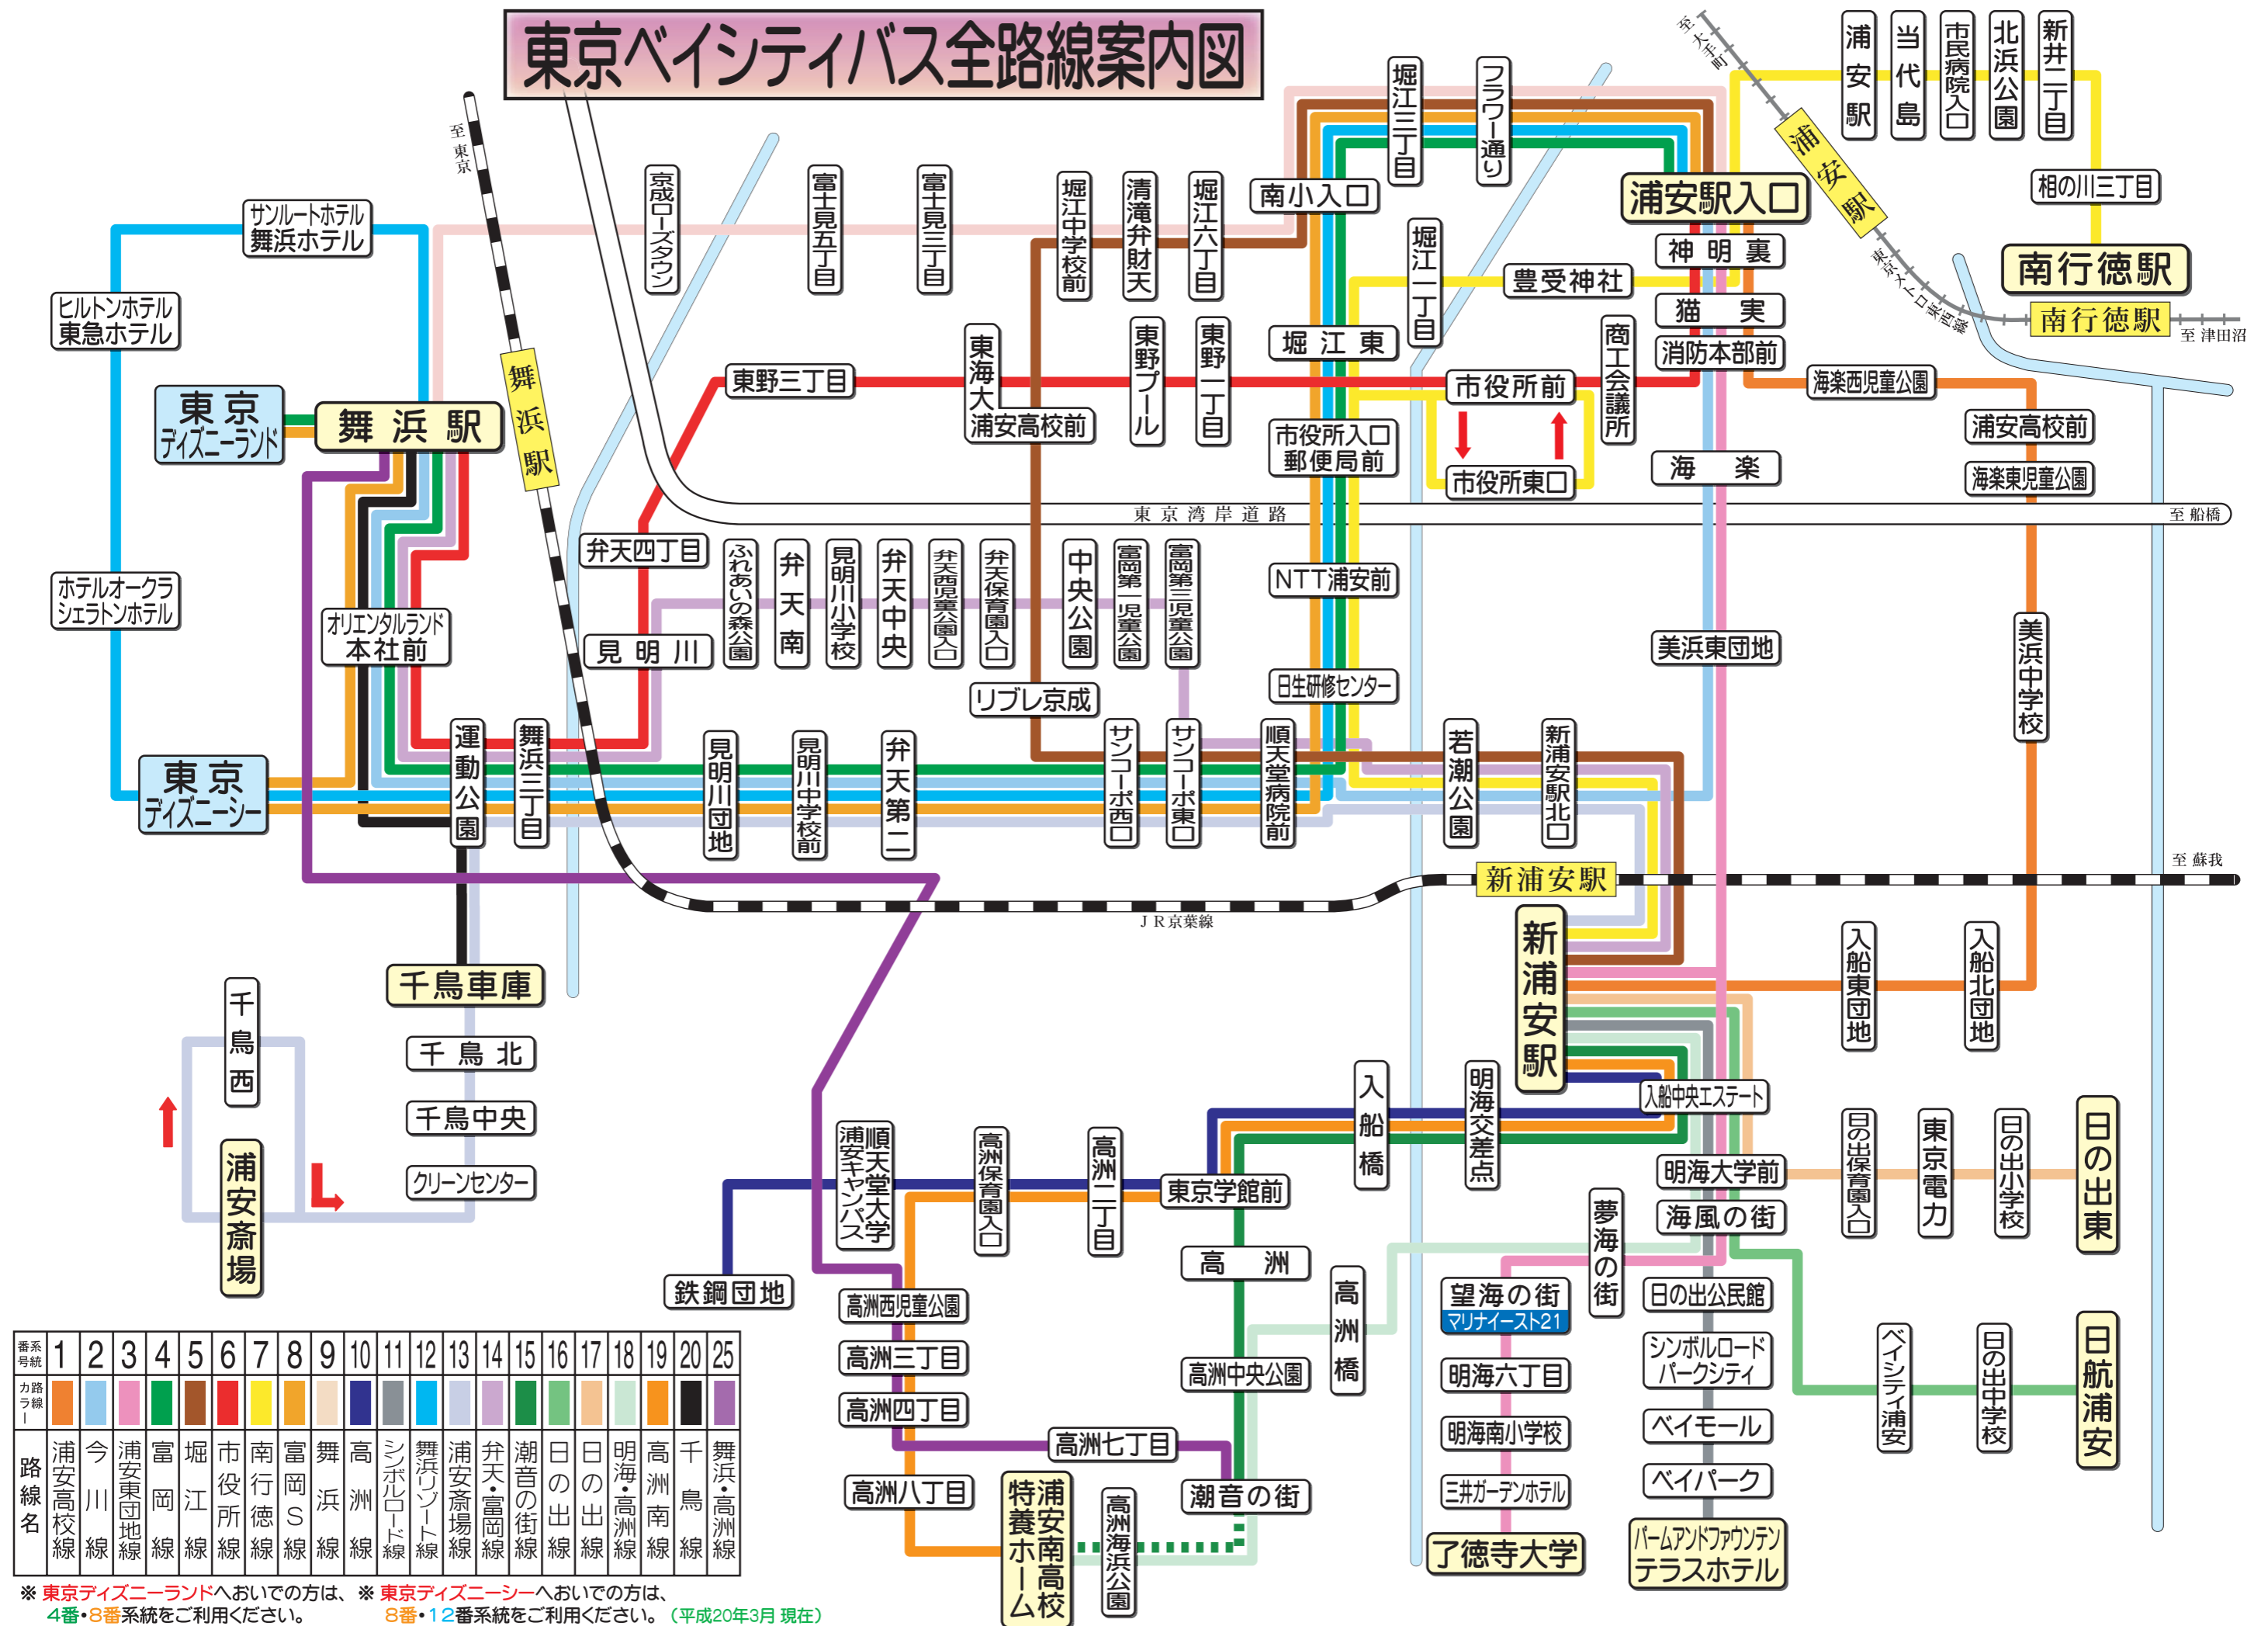 東京ベイシティバス全路線案内図
至 大手町
浦安駅
当代島
市民病院入口
北浜公園
新井二丁目
浦安駅
相の川三丁目
南行徳駅
南行徳駅
至 津田沼
東京メトロ東西線
至 東京
京成ローズタウン
富士見五丁目
富士見三丁目
堀江中学校前
清滝弁財天
堀江六丁目
南小入口
堀江三丁目
フラワー通り
浦安駅入口
神明裏
猫実
消防本部前
堀江一丁目
豊受神社
サンルートホテル
舞浜ホテル
ヒルトンホテル
東急ホテル
東京
ディズニーランド
舞浜駅
舞浜駅
東野三丁目
東海大
浦安高校前
東野プール
東野一丁目
堀江東
市役所前
商工会議所
市役所東口
市役所入口
郵便局前
海楽西児童公園
浦安高校前
海楽東児童公園
海楽
東京湾岸道路
至 船橋
ホテルオークラ
シェラトンホテル
オリエンタルランド
本社前
弁天四丁目
見明川
ふれあいの森公園
弁天南
見明川小学校
弁天中央
弁天西児童公園入口
弁天保育園入口
中央公園
富岡第一児童公園
富岡第三児童公園
NTT浦安前
美浜東団地
美浜中学校
日生研修センター
リブレ京成
東京
ディズニーシー
運動公園
舞浜三丁目
見明川団地
見明川中学校前
弁天第二
サンコーポ西口
サンコーポ東口
順天堂病院前
若潮公園
新浦安駅北口
新浦安駅
至 蘇我
JR京葉線
新浦安駅
入船東団地
入船北団地
千鳥車庫
千鳥北
千鳥中央
クリーンセンター
千鳥西
浦安斎場
入船橋
明海交差点
入船中央エステート
順天堂大学
浦安キャンパス
高洲保育園入口
高洲二丁目
東京学館前
明海大学前
海風の街
日の出保育園入口
東京電力
日の出小学校
日の出東
鉄鋼団地
高洲
高洲橋
夢海の街
高洲西児童公園
高洲三丁目
高洲四丁目
高洲中央公園
望海の街
マリナイースト21
日の出公民館
シンボルロード
パークシティ
明海六丁目
明海南小学校
三井ガーデンホテル
了徳寺大学
ベイモール
ベイパーク
パームアンドファウンテン
テラスホテル
ベイシティ浦安
日の出中学校
日航浦安
高洲七丁目
高洲八丁目
潮音の街
浦安南高校
特養ホーム
高洲海浜公園
系統番号 1 2 3 4 5 6 7 8 9 10 11 12 13 14 15 16 17 18 19 20 25
路線カラー
路線名 浦安高校線 今川線 浦安東団地線 富岡線 堀江線 市役所線 南行徳線 富岡S線 舞浜線 高洲線 シンボルロード線 舞浜リゾート線 浦安斎場線 弁天・富岡線 潮音の街線 日の出線 日の出線 明海・高洲線 高洲南線 千鳥線 舞浜・高洲線
※ 東京ディズニーランドへおいでの方は、
4番・8番系統をご利用ください。
※ 東京ディズニーシーへおいでの方は、
8番・12番系統をご利用ください。(平成20年3月 現在)